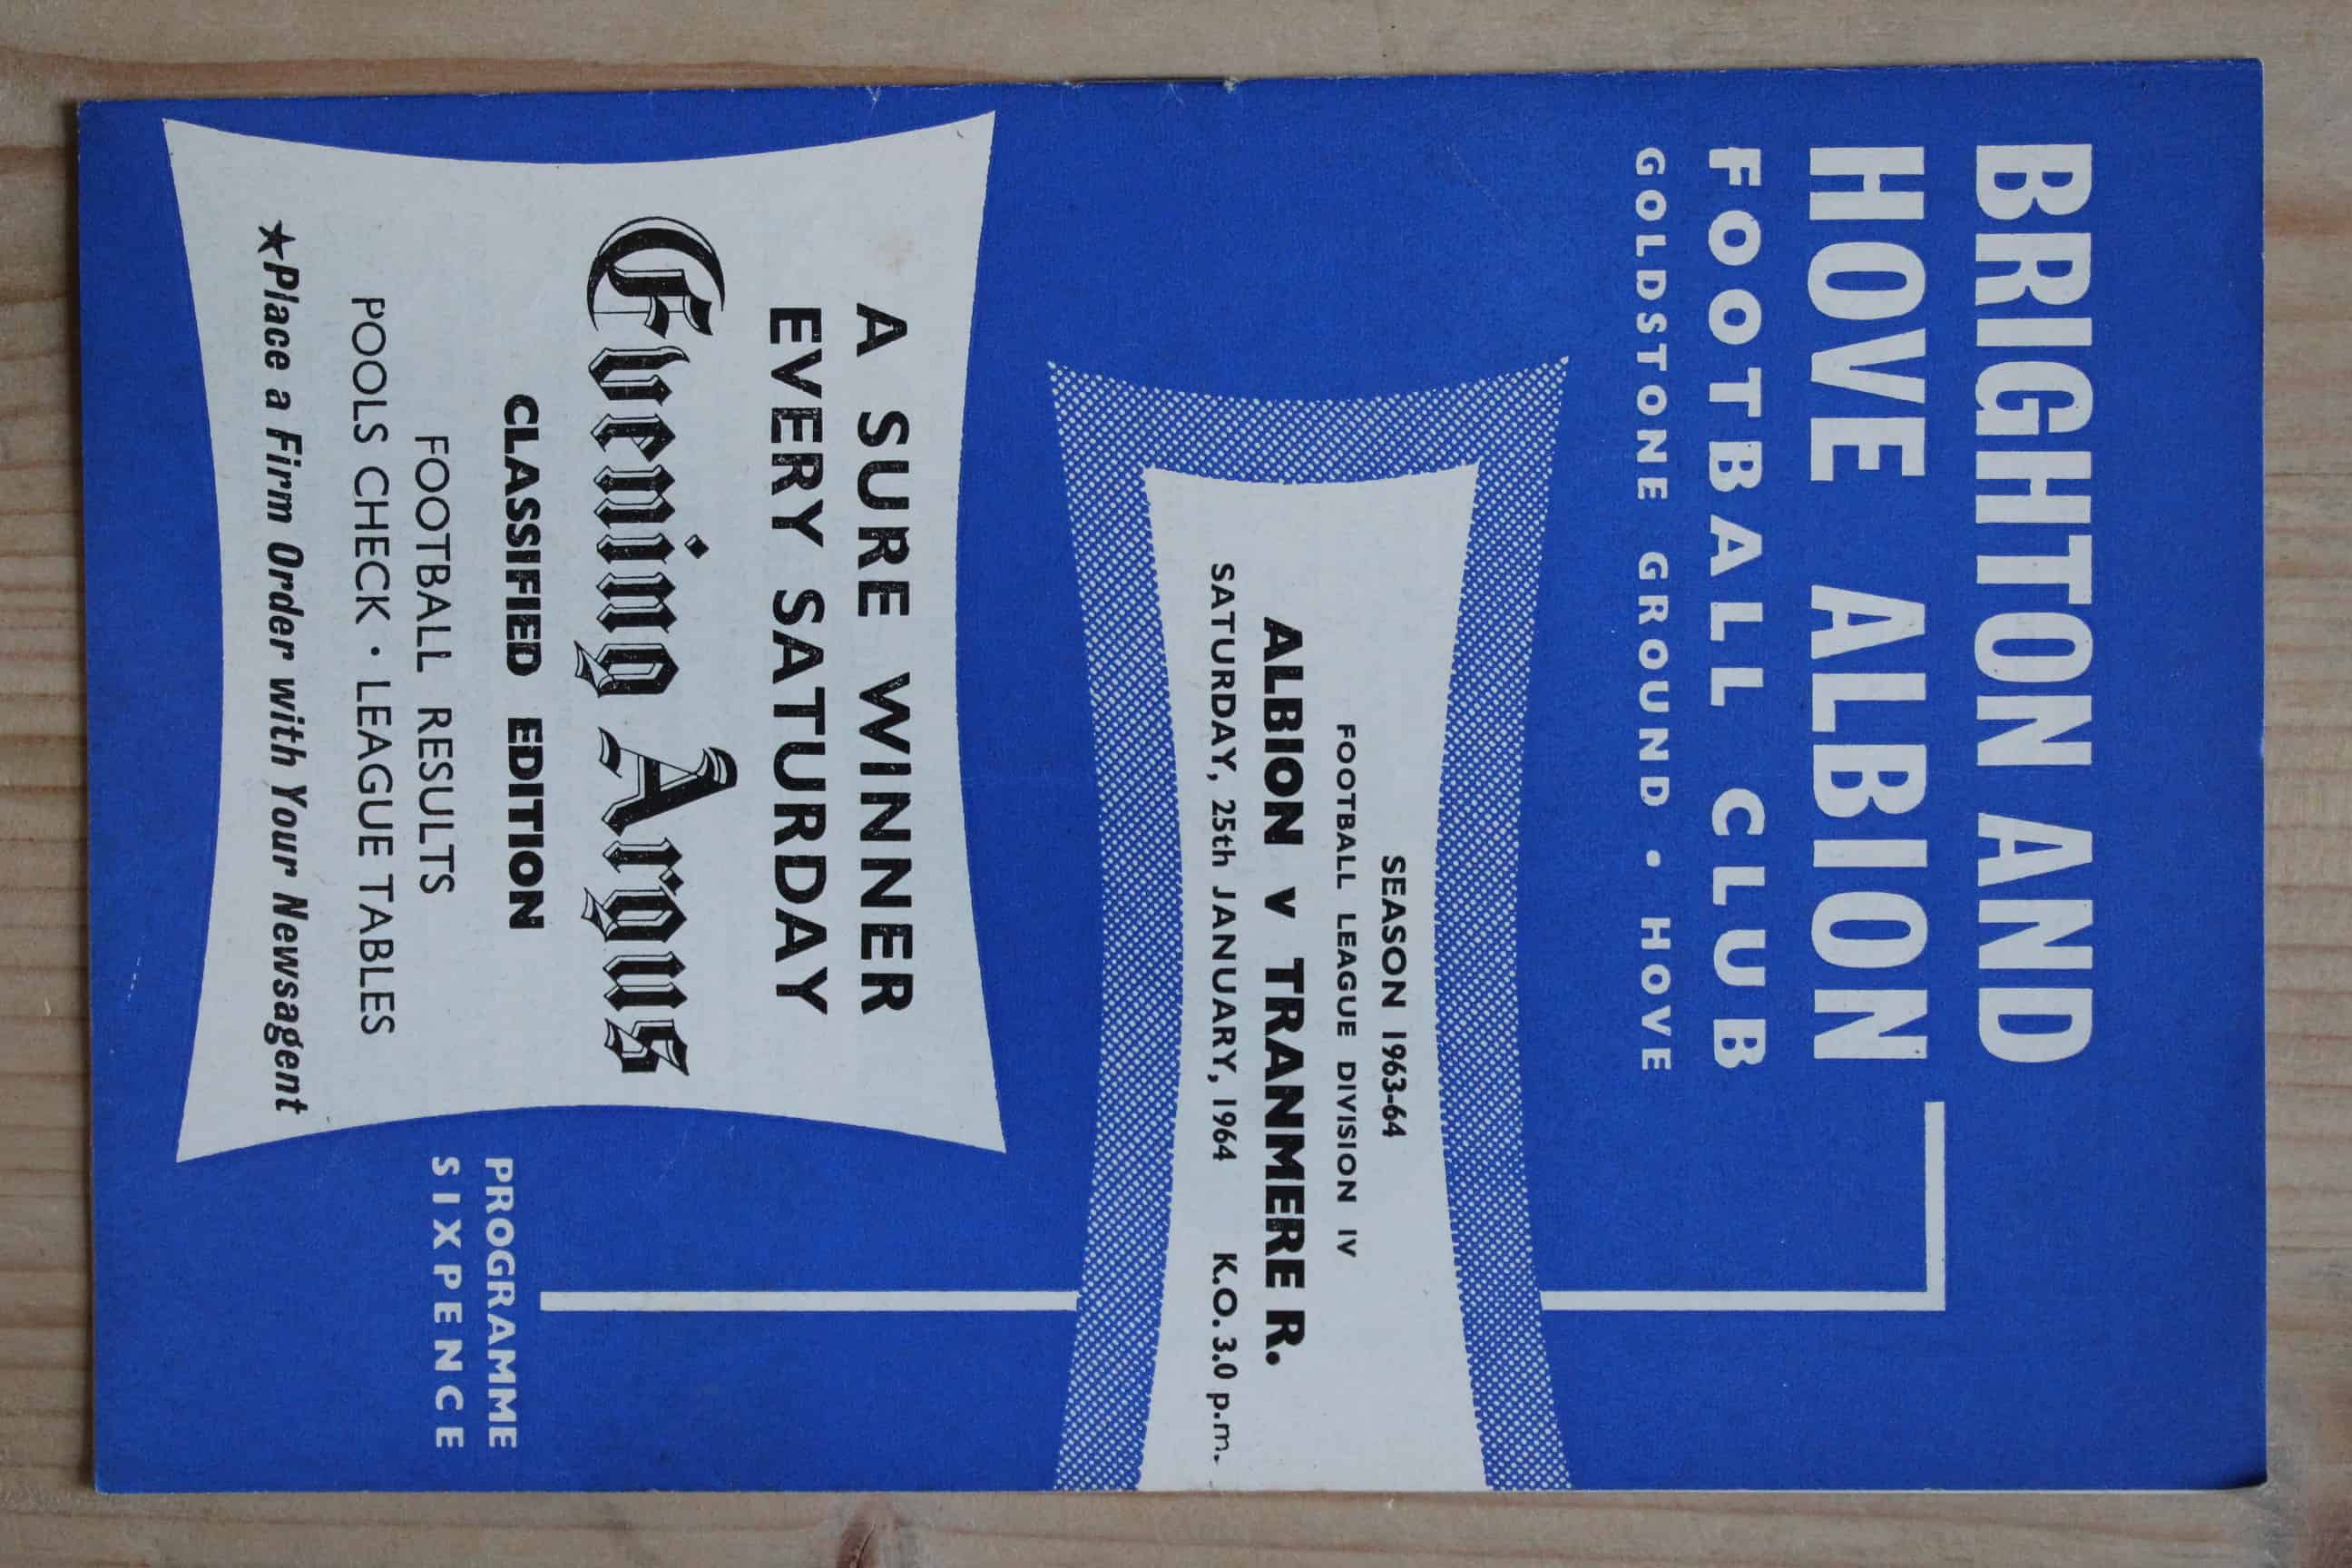 BRIGHTON AND
HOVE ALBION
FOOTBALL CLUB
GOLDSTONE GROUND • HOVE
SEASON 1963-64
FOOTBALL LEAGUE DIVISION IV
ALBION v TRANMERE R.
SATURDAY, 25th JANUARY, 1964 K.O. 3.0 p.m.
A SURE WINNER
EVERY SATURDAY
Evening Argus
CLASSIFIED EDITION
FOOTBALL RESULTS
POOLS CHECK · LEAGUE TABLES
★Place a Firm Order with Your Newsagent
PROGRAMME
SIXPENCE